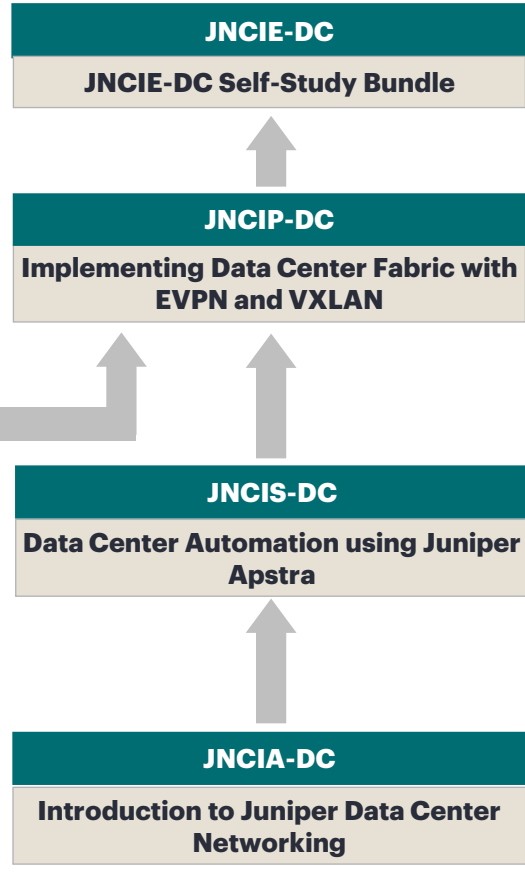 JNCIE-DC
JNCIE-DC Self-Study Bundle
JNCIP-DC
Implementing Data Center Fabric with
EVPN and VXLAN
JNCIS-DC
Data Center Automation using Juniper
Apstra
JNCIA-DC
Introduction to Juniper Data Center
Networking